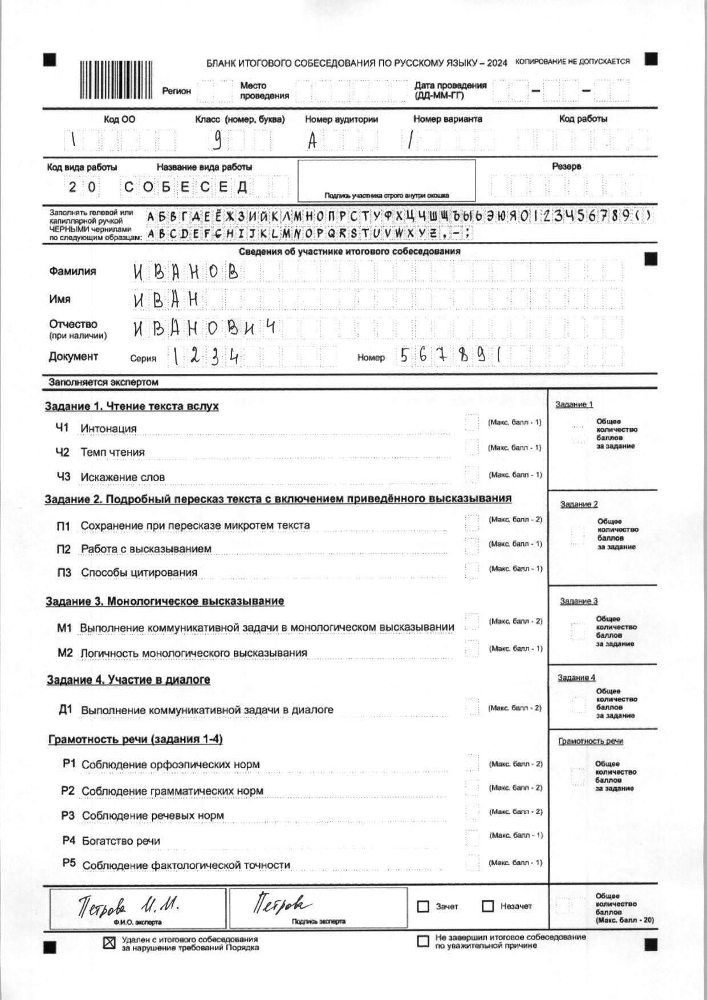 БЛАНК ИТОГОВОГО СОБЕСЕДОВАНИЯ ПО РУССКОМУ ЯЗЫКУ – 2024 КОПИРОВАНИЕ НЕ ДОПУСКАЕТСЯ
Регион Место проведения Дата проведения (ДД-ММ-ГГ) – –
Код ОО Класс (номер, буква) Номер аудитории Номер варианта Код работы
1 9 А 1
Код вида работы Название вида работы Резерв
20 СОБЕСЕД
Подпись участника строго внутри окошка
Заполнять гелевой или
капиллярной ручкой
ЧЕРНЫМИ чернилами
по следующим образцам:
АБВГДЕЁЖЗИЙКЛМНОПРСТУФХЦЧШЩЪЫЬЭЮЯ0123456789()
ABCDEFGHIJKLMNOPQRSTUVWXYZ,-;
Сведения об участнике итогового собеседования
Фамилия ИВАНОВ
Имя ИВАН
Отчество (при наличии) ИВАНОВИЧ
Документ Серия 1234 Номер 567891
Заполняется экспертом
Задание 1. Чтение текста вслух
Ч1 Интонация (Макс. балл - 1)
Ч2 Темп чтения (Макс. балл - 1)
Ч3 Искажение слов (Макс. балл - 1)
Задание 1
Общее
количество
баллов
за задание
Задание 2. Подробный пересказ текста с включением приведённого высказывания
П1 Сохранение при пересказе микротем текста (Макс. балл - 2)
П2 Работа с высказыванием (Макс. балл - 1)
П3 Способы цитирования (Макс. балл - 1)
Задание 2
Общее
количество
баллов
за задание
Задание 3. Монологическое высказывание
М1 Выполнение коммуникативной задачи в монологическом высказывании (Макс. балл - 2)
М2 Логичность монологического высказывания (Макс. балл - 1)
Задание 3
Общее
количество
баллов
за задание
Задание 4. Участие в диалоге
Д1 Выполнение коммуникативной задачи в диалоге (Макс. балл - 2)
Задание 4
Общее
количество
баллов
за задание
Грамотность речи (задания 1-4)
Р1 Соблюдение орфоэпических норм (Макс. балл - 2)
Р2 Соблюдение грамматических норм (Макс. балл - 2)
Р3 Соблюдение речевых норм (Макс. балл - 2)
Р4 Богатство речи (Макс. балл - 1)
Р5 Соблюдение фактологической точности (Макс. балл - 1)
Грамотность речи
Общее
количество
баллов
за задание
Петрова И.И. Петрова
Ф.И.О. эксперта Подпись эксперта
Зачет Незачет
Общее
количество
баллов
(Макс. балл - 20)
Удален с итогового собеседования
за нарушение требований Порядка
Не завершил итоговое собеседование
по уважительной причине